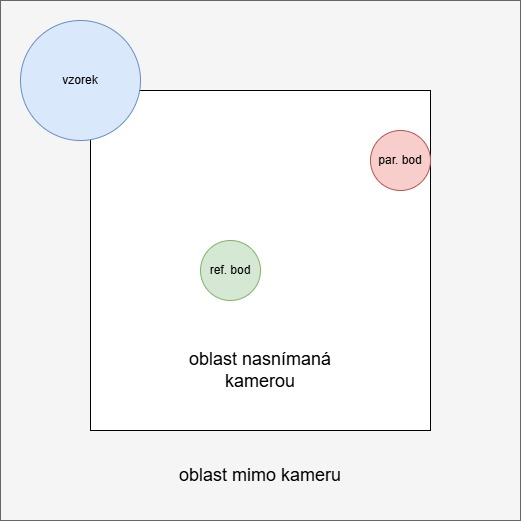 vzorek
par. bod
ref. bod
oblast nasnímaná
kamerou
oblast mimo kameru